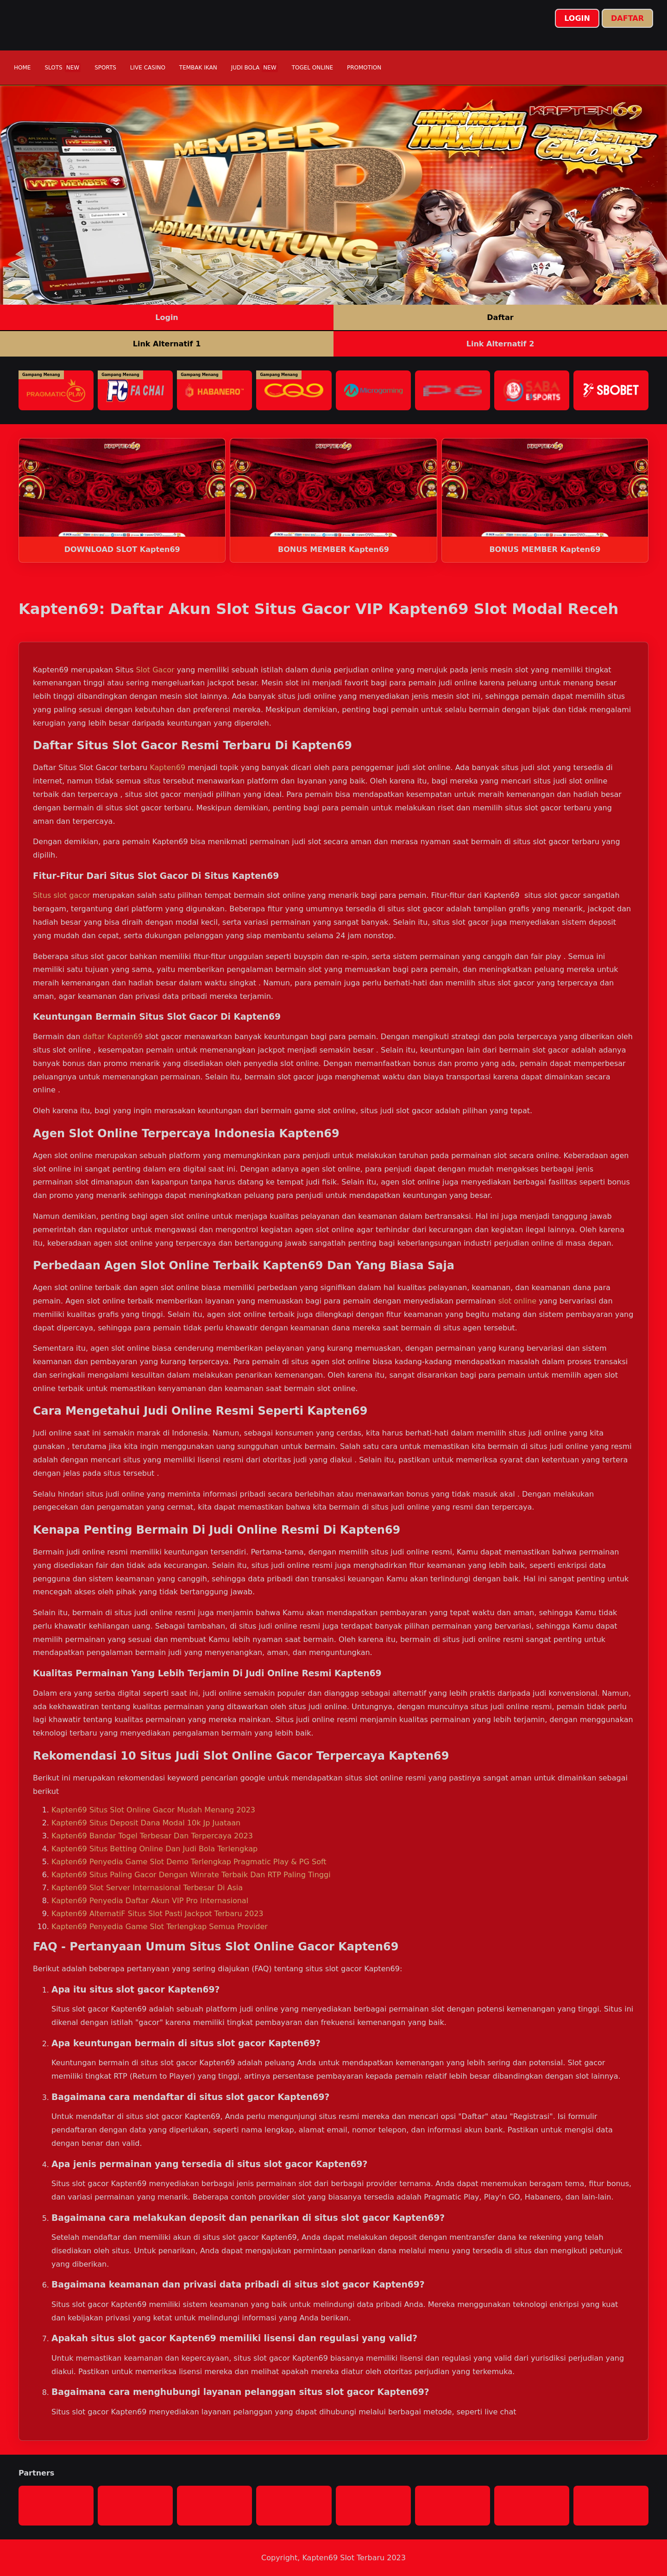 LOGIN DAFTAR
HOME SLOTS NEW SPORTS LIVE CASINO TEMBAK IKAN JUDI BOLA NEW TOGEL ONLINE PROMOTION
KAPTEN69
MEMBER
VVIP
JADI MAKIN UNTUNG
VVIP MEMBER
Login Daftar
Link Alternatif 1 Link Alternatif 2
Gampang Menang Gampang Menang Gampang Menang Gampang Menang
PRAGMATIC PLAY FA CHAI HABANERO CQ9 Microgaming PG SABA ESPORTS SBOBET
KAPTEN69 KAPTEN69 KAPTEN69
DOWNLOAD SLOT Kapten69 BONUS MEMBER Kapten69 BONUS MEMBER Kapten69
Kapten69: Daftar Akun Slot Situs Gacor VIP Kapten69 Slot Modal Receh
Kapten69 merupakan Situs Slot Gacor yang memiliki sebuah istilah dalam dunia perjudian online yang merujuk pada jenis mesin slot yang memiliki tingkat
kemenangan tinggi atau sering mengeluarkan jackpot besar. Mesin slot ini menjadi favorit bagi para pemain judi online karena peluang untuk menang besar
lebih tinggi dibandingkan dengan mesin slot lainnya. Ada banyak situs judi online yang menyediakan jenis mesin slot ini, sehingga pemain dapat memilih situs
yang paling sesuai dengan kebutuhan dan preferensi mereka. Meskipun demikian, penting bagi pemain untuk selalu bermain dengan bijak dan tidak mengalami
kerugian yang lebih besar daripada keuntungan yang diperoleh.
Daftar Situs Slot Gacor Resmi Terbaru Di Kapten69
Daftar Situs Slot Gacor terbaru Kapten69 menjadi topik yang banyak dicari oleh para penggemar judi slot online. Ada banyak situs judi slot yang tersedia di
internet, namun tidak semua situs tersebut menawarkan platform dan layanan yang baik. Oleh karena itu, bagi mereka yang mencari situs judi slot online
terbaik dan terpercaya , situs slot gacor menjadi pilihan yang ideal. Para pemain bisa mendapatkan kesempatan untuk meraih kemenangan dan hadiah besar
dengan bermain di situs slot gacor terbaru. Meskipun demikian, penting bagi para pemain untuk melakukan riset dan memilih situs slot gacor terbaru yang
aman dan terpercaya.
Dengan demikian, para pemain Kapten69 bisa menikmati permainan judi slot secara aman dan merasa nyaman saat bermain di situs slot gacor terbaru yang
dipilih.
Fitur-Fitur Dari Situs Slot Gacor Di Situs Kapten69
Situs slot gacor merupakan salah satu pilihan tempat bermain slot online yang menarik bagi para pemain. Fitur-fitur dari Kapten69  situs slot gacor sangatlah
beragam, tergantung dari platform yang digunakan. Beberapa fitur yang umumnya tersedia di situs slot gacor adalah tampilan grafis yang menarik, jackpot dan
hadiah besar yang bisa diraih dengan modal kecil, serta variasi permainan yang sangat banyak. Selain itu, situs slot gacor juga menyediakan sistem deposit
yang mudah dan cepat, serta dukungan pelanggan yang siap membantu selama 24 jam nonstop.
Beberapa situs slot gacor bahkan memiliki fitur-fitur unggulan seperti buyspin dan re-spin, serta sistem permainan yang canggih dan fair play . Semua ini
memiliki satu tujuan yang sama, yaitu memberikan pengalaman bermain slot yang memuaskan bagi para pemain, dan meningkatkan peluang mereka untuk
meraih kemenangan dan hadiah besar dalam waktu singkat . Namun, para pemain juga perlu berhati-hati dan memilih situs slot gacor yang terpercaya dan
aman, agar keamanan dan privasi data pribadi mereka terjamin.
Keuntungan Bermain Situs Slot Gacor Di Kapten69
Bermain dan daftar Kapten69 slot gacor menawarkan banyak keuntungan bagi para pemain. Dengan mengikuti strategi dan pola terpercaya yang diberikan oleh
situs slot online , kesempatan pemain untuk memenangkan jackpot menjadi semakin besar . Selain itu, keuntungan lain dari bermain slot gacor adalah adanya
banyak bonus dan promo menarik yang disediakan oleh penyedia slot online. Dengan memanfaatkan bonus dan promo yang ada, pemain dapat memperbesar
peluangnya untuk memenangkan permainan. Selain itu, bermain slot gacor juga menghemat waktu dan biaya transportasi karena dapat dimainkan secara
online .
Oleh karena itu, bagi yang ingin merasakan keuntungan dari bermain game slot online, situs judi slot gacor adalah pilihan yang tepat.
Agen Slot Online Terpercaya Indonesia Kapten69
Agen slot online merupakan sebuah platform yang memungkinkan para penjudi untuk melakukan taruhan pada permainan slot secara online. Keberadaan agen
slot online ini sangat penting dalam era digital saat ini. Dengan adanya agen slot online, para penjudi dapat dengan mudah mengakses berbagai jenis
permainan slot dimanapun dan kapanpun tanpa harus datang ke tempat judi fisik. Selain itu, agen slot online juga menyediakan berbagai fasilitas seperti bonus
dan promo yang menarik sehingga dapat meningkatkan peluang para penjudi untuk mendapatkan keuntungan yang besar.
Namun demikian, penting bagi agen slot online untuk menjaga kualitas pelayanan dan keamanan dalam bertransaksi. Hal ini juga menjadi tanggung jawab
pemerintah dan regulator untuk mengawasi dan mengontrol kegiatan agen slot online agar terhindar dari kecurangan dan kegiatan ilegal lainnya. Oleh karena
itu, keberadaan agen slot online yang terpercaya dan bertanggung jawab sangatlah penting bagi keberlangsungan industri perjudian online di masa depan.
Perbedaan Agen Slot Online Terbaik Kapten69 Dan Yang Biasa Saja
Agen slot online terbaik dan agen slot online biasa memiliki perbedaan yang signifikan dalam hal kualitas pelayanan, keamanan, dan keamanan dana para
pemain. Agen slot online terbaik memberikan layanan yang memuaskan bagi para pemain dengan menyediakan permainan slot online yang bervariasi dan
memiliki kualitas grafis yang tinggi. Selain itu, agen slot online terbaik juga dilengkapi dengan fitur keamanan yang begitu matang dan sistem pembayaran yang
dapat dipercaya, sehingga para pemain tidak perlu khawatir dengan keamanan dana mereka saat bermain di situs agen tersebut.
Sementara itu, agen slot online biasa cenderung memberikan pelayanan yang kurang memuaskan, dengan permainan yang kurang bervariasi dan sistem
keamanan dan pembayaran yang kurang terpercaya. Para pemain di situs agen slot online biasa kadang-kadang mendapatkan masalah dalam proses transaksi
dan seringkali mengalami kesulitan dalam melakukan penarikan kemenangan. Oleh karena itu, sangat disarankan bagi para pemain untuk memilih agen slot
online terbaik untuk memastikan kenyamanan dan keamanan saat bermain slot online.
Cara Mengetahui Judi Online Resmi Seperti Kapten69
Judi online saat ini semakin marak di Indonesia. Namun, sebagai konsumen yang cerdas, kita harus berhati-hati dalam memilih situs judi online yang kita
gunakan , terutama jika kita ingin menggunakan uang sungguhan untuk bermain. Salah satu cara untuk memastikan kita bermain di situs judi online yang resmi
adalah dengan mencari situs yang memiliki lisensi resmi dari otoritas judi yang diakui . Selain itu, pastikan untuk memeriksa syarat dan ketentuan yang tertera
dengan jelas pada situs tersebut .
Selalu hindari situs judi online yang meminta informasi pribadi secara berlebihan atau menawarkan bonus yang tidak masuk akal . Dengan melakukan
pengecekan dan pengamatan yang cermat, kita dapat memastikan bahwa kita bermain di situs judi online yang resmi dan terpercaya.
Kenapa Penting Bermain Di Judi Online Resmi Di Kapten69
Bermain judi online resmi memiliki keuntungan tersendiri. Pertama-tama, dengan memilih situs judi online resmi, Kamu dapat memastikan bahwa permainan
yang disediakan fair dan tidak ada kecurangan. Selain itu, situs judi online resmi juga menghadirkan fitur keamanan yang lebih baik, seperti enkripsi data
pengguna dan sistem keamanan yang canggih, sehingga data pribadi dan transaksi keuangan Kamu akan terlindungi dengan baik. Hal ini sangat penting untuk
mencegah akses oleh pihak yang tidak bertanggung jawab.
Selain itu, bermain di situs judi online resmi juga menjamin bahwa Kamu akan mendapatkan pembayaran yang tepat waktu dan aman, sehingga Kamu tidak
perlu khawatir kehilangan uang. Sebagai tambahan, di situs judi online resmi juga terdapat banyak pilihan permainan yang bervariasi, sehingga Kamu dapat
memilih permainan yang sesuai dan membuat Kamu lebih nyaman saat bermain. Oleh karena itu, bermain di situs judi online resmi sangat penting untuk
mendapatkan pengalaman bermain judi yang menyenangkan, aman, dan menguntungkan.
Kualitas Permainan Yang Lebih Terjamin Di Judi Online Resmi Kapten69
Dalam era yang serba digital seperti saat ini, judi online semakin populer dan dianggap sebagai alternatif yang lebih praktis daripada judi konvensional. Namun,
ada kekhawatiran tentang kualitas permainan yang ditawarkan oleh situs judi online. Untungnya, dengan munculnya situs judi online resmi, pemain tidak perlu
lagi khawatir tentang kualitas permainan yang mereka mainkan. Situs judi online resmi menjamin kualitas permainan yang lebih terjamin, dengan menggunakan
teknologi terbaru yang menyediakan pengalaman bermain yang lebih baik.
Rekomendasi 10 Situs Judi Slot Online Gacor Terpercaya Kapten69
Berikut ini merupakan rekomendasi keyword pencarian google untuk mendapatkan situs slot online resmi yang pastinya sangat aman untuk dimainkan sebagai
berikut
1. Kapten69 Situs Slot Online Gacor Mudah Menang 2023
2. Kapten69 Situs Deposit Dana Modal 10k Jp Juataan
3. Kapten69 Bandar Togel Terbesar Dan Terpercaya 2023
4. Kapten69 Situs Betting Online Dan Judi Bola Terlengkap
5. Kapten69 Penyedia Game Slot Demo Terlengkap Pragmatic Play & PG Soft
6. Kapten69 Situs Paling Gacor Dengan Winrate Terbaik Dan RTP Paling Tinggi
7. Kapten69 Slot Server Internasional Terbesar Di Asia
8. Kapten69 Penyedia Daftar Akun VIP Pro Internasional
9. Kapten69 AlternatiF Situs Slot Pasti Jackpot Terbaru 2023
10. Kapten69 Penyedia Game Slot Terlengkap Semua Provider
FAQ - Pertanyaan Umum Situs Slot Online Gacor Kapten69
Berikut adalah beberapa pertanyaan yang sering diajukan (FAQ) tentang situs slot gacor Kapten69:
1. Apa itu situs slot gacor Kapten69?
Situs slot gacor Kapten69 adalah sebuah platform judi online yang menyediakan berbagai permainan slot dengan potensi kemenangan yang tinggi. Situs ini
dikenal dengan istilah "gacor" karena memiliki tingkat pembayaran dan frekuensi kemenangan yang baik.
2. Apa keuntungan bermain di situs slot gacor Kapten69?
Keuntungan bermain di situs slot gacor Kapten69 adalah peluang Anda untuk mendapatkan kemenangan yang lebih sering dan potensial. Slot gacor
memiliki tingkat RTP (Return to Player) yang tinggi, artinya persentase pembayaran kepada pemain relatif lebih besar dibandingkan dengan slot lainnya.
3. Bagaimana cara mendaftar di situs slot gacor Kapten69?
Untuk mendaftar di situs slot gacor Kapten69, Anda perlu mengunjungi situs resmi mereka dan mencari opsi "Daftar" atau "Registrasi". Isi formulir
pendaftaran dengan data yang diperlukan, seperti nama lengkap, alamat email, nomor telepon, dan informasi akun bank. Pastikan untuk mengisi data
dengan benar dan valid.
4. Apa jenis permainan yang tersedia di situs slot gacor Kapten69?
Situs slot gacor Kapten69 menyediakan berbagai jenis permainan slot dari berbagai provider ternama. Anda dapat menemukan beragam tema, fitur bonus,
dan variasi permainan yang menarik. Beberapa contoh provider slot yang biasanya tersedia adalah Pragmatic Play, Play'n GO, Habanero, dan lain-lain.
5. Bagaimana cara melakukan deposit dan penarikan di situs slot gacor Kapten69?
Setelah mendaftar dan memiliki akun di situs slot gacor Kapten69, Anda dapat melakukan deposit dengan mentransfer dana ke rekening yang telah
disediakan oleh situs. Untuk penarikan, Anda dapat mengajukan permintaan penarikan dana melalui menu yang tersedia di situs dan mengikuti petunjuk
yang diberikan.
6. Bagaimana keamanan dan privasi data pribadi di situs slot gacor Kapten69?
Situs slot gacor Kapten69 memiliki sistem keamanan yang baik untuk melindungi data pribadi Anda. Mereka menggunakan teknologi enkripsi yang kuat
dan kebijakan privasi yang ketat untuk melindungi informasi yang Anda berikan.
7. Apakah situs slot gacor Kapten69 memiliki lisensi dan regulasi yang valid?
Untuk memastikan keamanan dan kepercayaan, situs slot gacor Kapten69 biasanya memiliki lisensi dan regulasi yang valid dari yurisdiksi perjudian yang
diakui. Pastikan untuk memeriksa lisensi mereka dan melihat apakah mereka diatur oleh otoritas perjudian yang terkemuka.
8. Bagaimana cara menghubungi layanan pelanggan situs slot gacor Kapten69?
Situs slot gacor Kapten69 menyediakan layanan pelanggan yang dapat dihubungi melalui berbagai metode, seperti live chat
Partners
Copyright, Kapten69 Slot Terbaru 2023